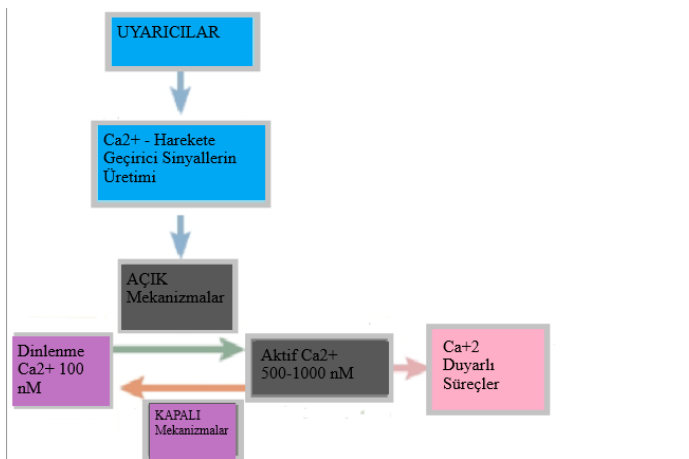 UYARICILAR
Ca2+ - Harekete
Geçirici Sinyallerin
Üretimi
AÇIK
Mekanizmalar
Dinlenme
Ca2+ 100
nM
Aktif Ca2+
500-1000 nM
Ca+2
Duyarlı
Süreçler
KAPALI
Mekanizmalar